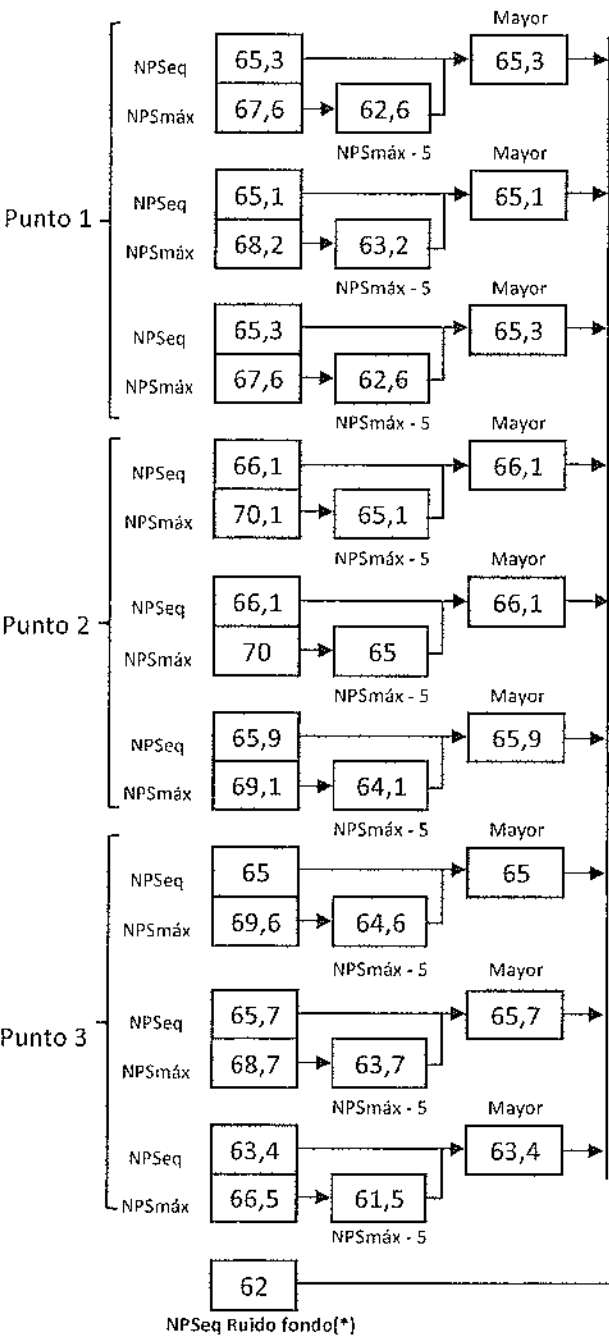 Mayor
NPSeq 65,3 65,3
NPSmáx 67,6 62,6
NPSmáx - 5 Mayor
NPSeq 65,1 65,1
Punto 1
NPSmáx 68,2 63,2
NPSmáx - 5 Mayor
NPSeq 65,3 65,3
NPSmáx 67,6 62,6
NPSmáx - 5 Mayor
NPSeq 66,1 66,1
NPSmáx 70,1 65,1
NPSmáx - 5 Mayor
NPSeq 66,1 66,1
Punto 2
NPSmáx 70 65
NPSmáx - 5 Mayor
NPSeq 65,9 65,9
NPSmáx 69,1 64,1
NPSmáx - 5 Mayor
NPSeq 65 65
NPSmáx 69,6 64,6
NPSmáx - 5 Mayor
NPSeq 65,7 65,7
Punto 3
NPSmáx 68,7 63,7
NPSmáx - 5 Mayor
NPSeq 63,4 63,4
NPSmáx 66,5 61,5
NPSmáx - 5
62
NPSeq Ruido fondo(*)